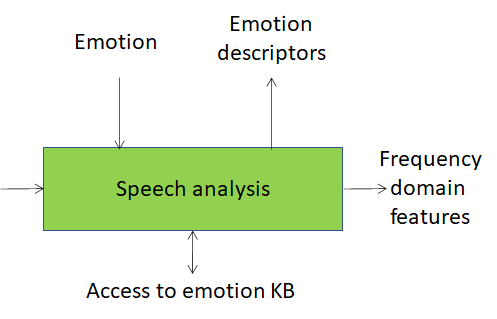 Emotion
Emotion
descriptors
Speech analysis
Frequency
domain
features
Access to emotion KB